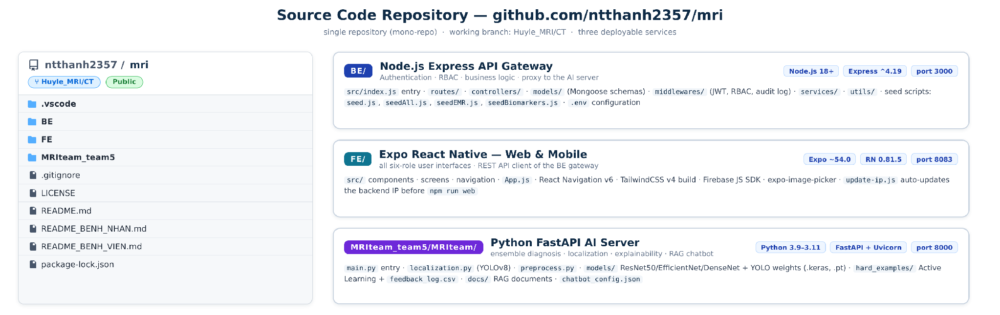 Source Code Repository — github.com/ntthanh2357/mri
single repository (mono-repo) · working branch: Huyle_MRI/CT · three deployable services
ntthanh2357 / mri
Huyle_MRI/CT Public
.vscode
BE
FE
MRIteam_team5
.gitignore
LICENSE
README.md
README_BENH_NHAN.md
README_BENH_VIEN.md
package-lock.json
BE/ Node.js Express API Gateway
Authentication · RBAC · business logic · proxy to the AI server
Node.js 18+ Express ^4.19 port 3000
src/index.js entry · routes/ · controllers/ · models/ (Mongoose schemas) · middlewares/ (JWT, RBAC, audit log) · services/ · utils/ · seed scripts:
seed.js, seedAll.js, seedEMR.js, seedBiomarkers.js · .env configuration
FE/ Expo React Native — Web & Mobile
all six-role user interfaces · REST API client of the BE gateway
Expo ~54.0 RN 0.81.5 port 8083
src/ components · screens · navigation · App.js · React Navigation v6 · TailwindCSS v4 build · Firebase JS SDK · expo-image-picker · update-ip.js auto-updates
the backend IP before npm run web
MRIteam_team5/MRIteam/ Python FastAPI AI Server
ensemble diagnosis · localization · explainability · RAG chatbot
Python 3.9–3.11 FastAPI + Uvicorn port 8000
main.py entry · localization.py (YOLOv8) · preprocess.py · models/ ResNet50/EfficientNet/DenseNet + YOLO weights (.keras, .pt) · hard_examples/ Active
Learning + feedback_log.csv · docs/ RAG documents · chatbot_config.json